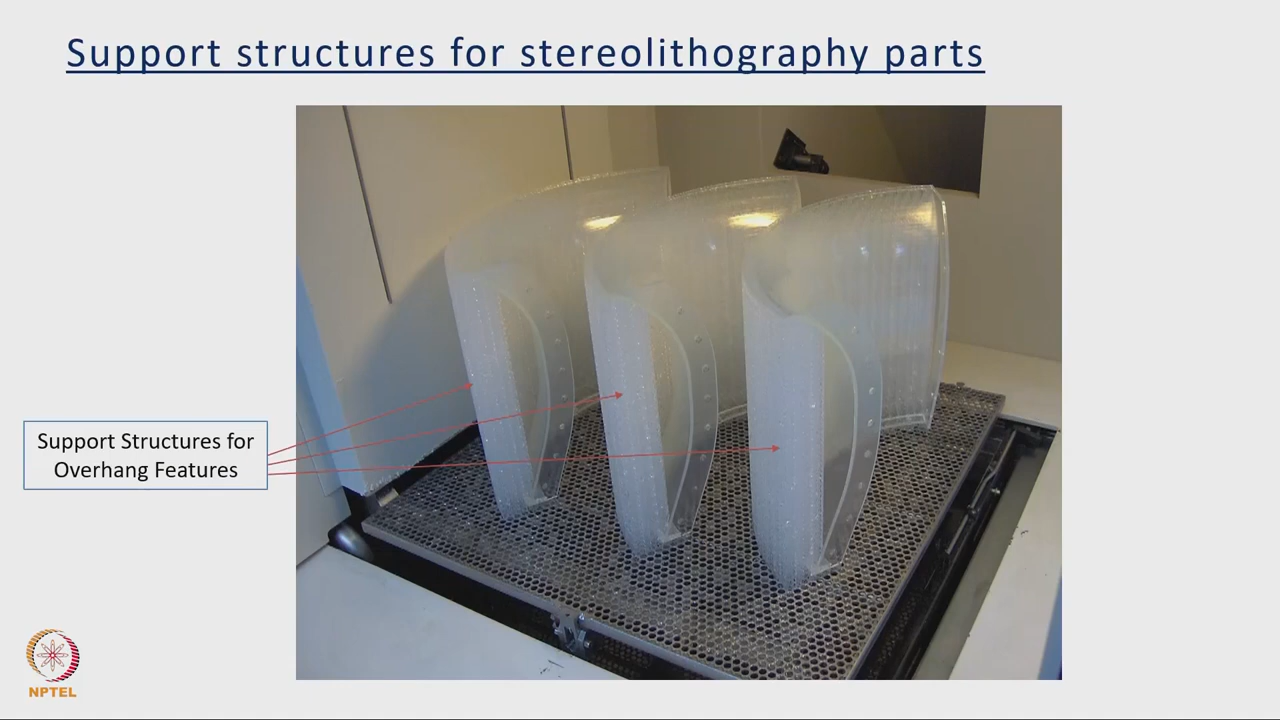 Support structures for stereolithography parts
Support Structures for
Overhang Features
NPTEL